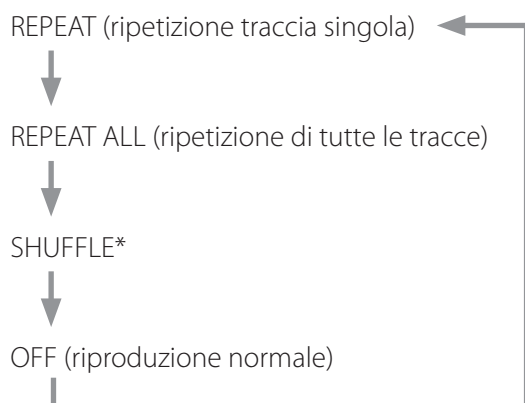 REPEAT (ripetizione traccia singola)
REPEAT ALL (ripetizione di tutte le tracce)
SHUFFLE*
OFF (riproduzione normale)